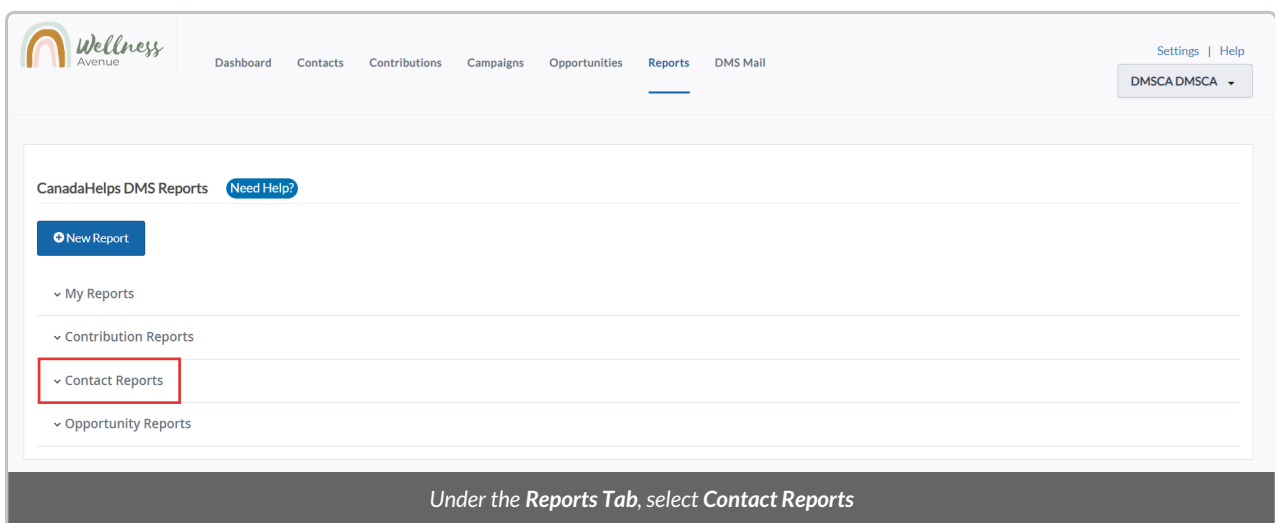 Wellness
Avenue
Dashboard Contacts Contributions Campaigns Opportunities Reports DMS Mail
Settings | Help
DMSCA DMSCA
CanadaHelps DMS Reports Need Help?
New Report
My Reports
Contribution Reports
Contact Reports
Opportunity Reports
Under the Reports Tab, select Contact Reports